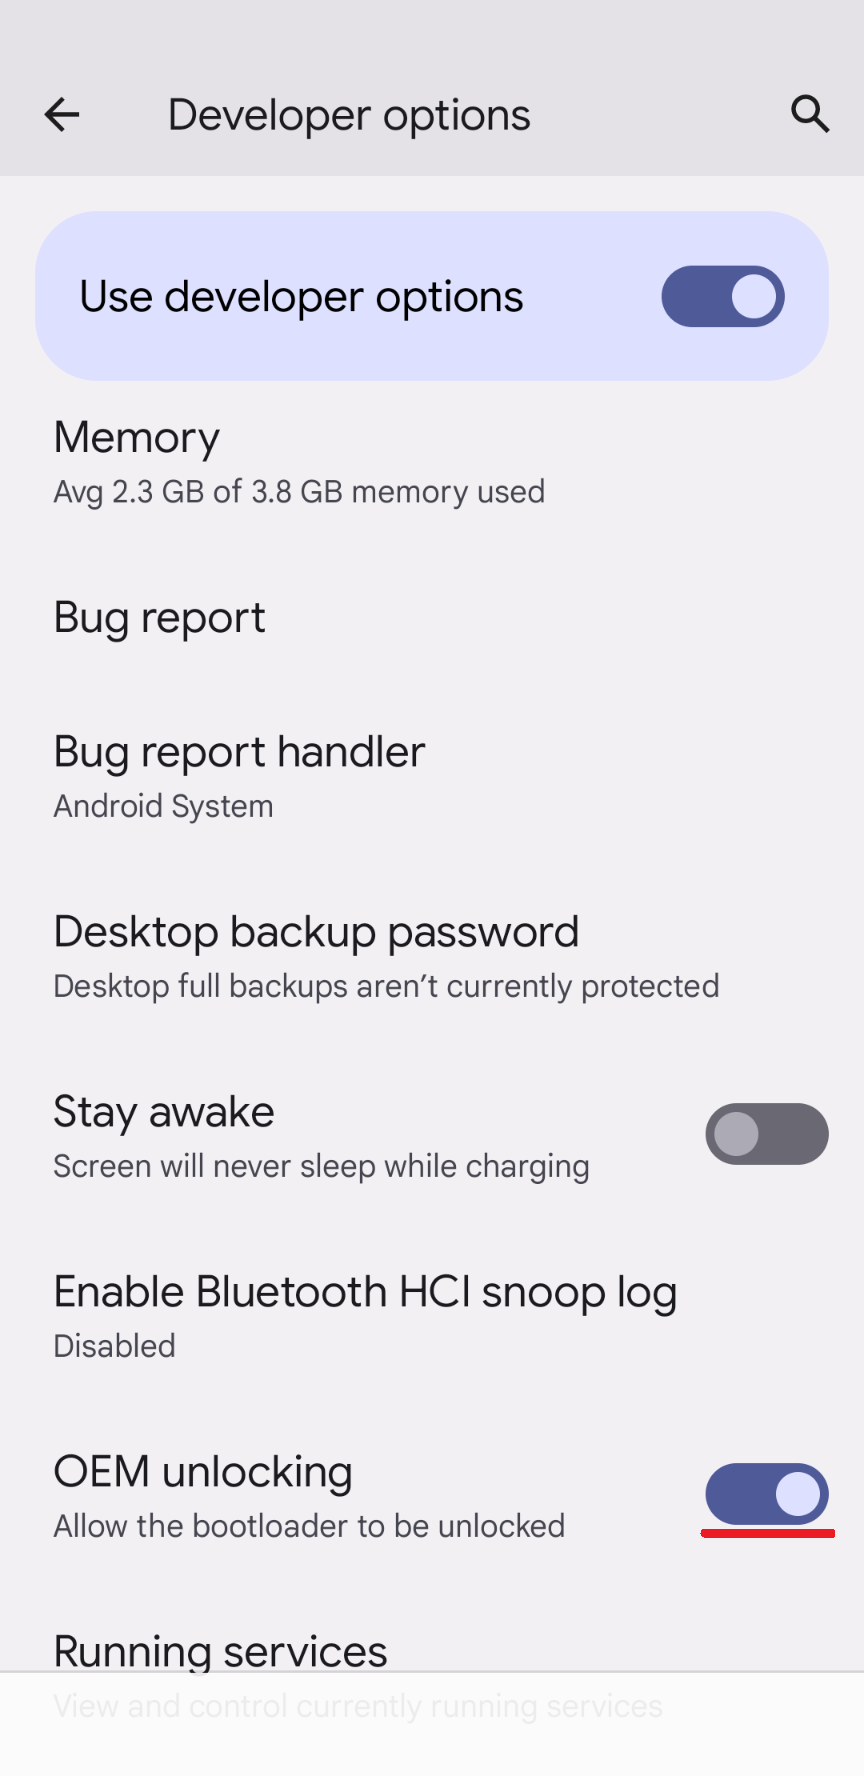 Developer options
Use developer options
Memory
Avg 2.3 GB of 3.8 GB memory used
Bug report
Bug report handler
Android System
Desktop backup password
Desktop full backups aren’t currently protected
Stay awake
Screen will never sleep while charging
Enable Bluetooth HCI snoop log
Disabled
OEM unlocking
Allow the bootloader to be unlocked
Running services
View and control currently running services